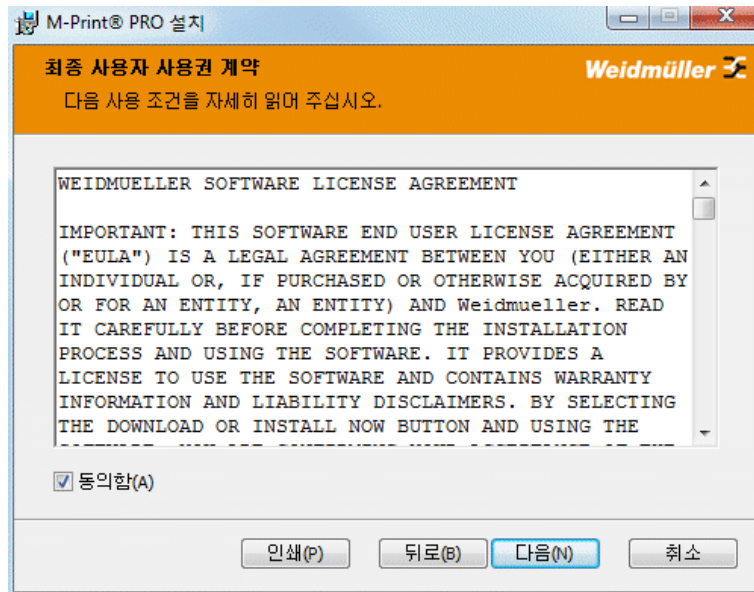 M-Print® PRO 설치
최종 사용자 사용권 계약
Weidmüller
다음 사용 조건을 자세히 읽어 주십시오.
WEIDMUELLER SOFTWARE LICENSE AGREEMENT
IMPORTANT: THIS SOFTWARE END USER LICENSE AGREEMENT
("EULA") IS A LEGAL AGREEMENT BETWEEN YOU (EITHER AN
INDIVIDUAL OR, IF PURCHASED OR OTHERWISE ACQUIRED BY
OR FOR AN ENTITY, AN ENTITY) AND Weidmueller. READ
IT CAREFULLY BEFORE COMPLETING THE INSTALLATION
PROCESS AND USING THE SOFTWARE. IT PROVIDES A
LICENSE TO USE THE SOFTWARE AND CONTAINS WARRANTY
INFORMATION AND LIABILITY DISCLAIMERS. BY SELECTING
THE DOWNLOAD OR INSTALL NOW BUTTON AND USING THE
동의함(A)
인쇄(P) 뒤로(B) 다음(N) 취소